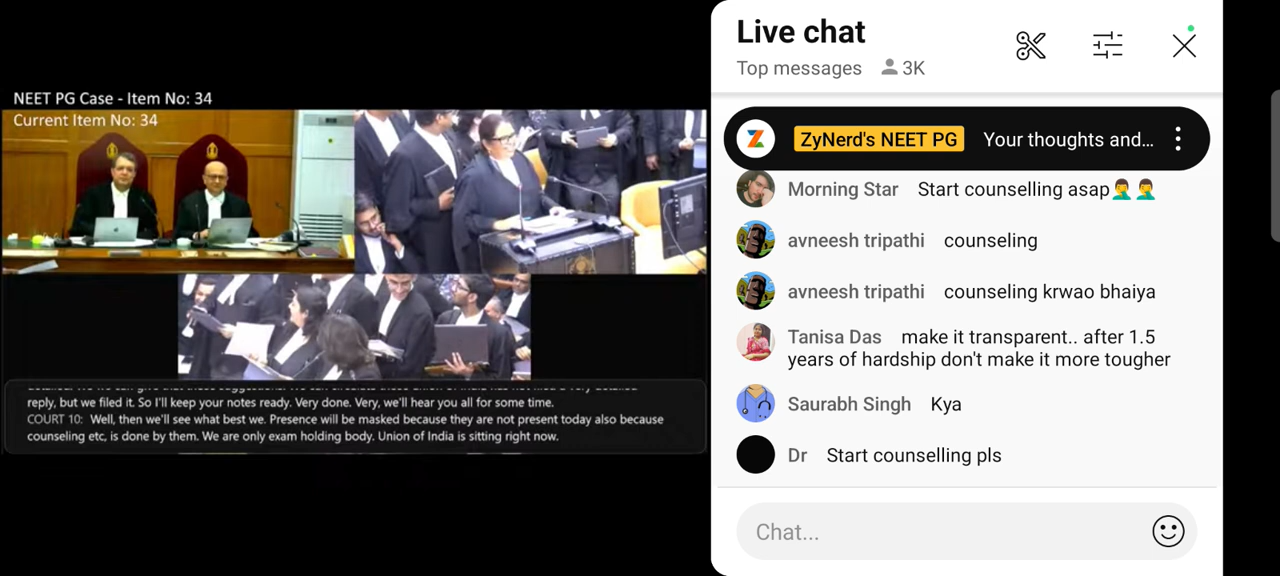 NEET PG Case - Item No: 34
Current Item No: 34
reply, but we filed it. So I'll keep your notes ready. Very done. Very, we'll hear you all for some time.
COURT 10: Well, then we'll see what best we. Presence will be masked because they are not present today also because
counseling etc, is done by them. We are only exam holding body. Union of India is sitting right now.
Live chat
Top messages 3K
ZyNerd's NEET PG Your thoughts and...
Morning Star Start counselling asap🤦‍♂️🤦‍♂️
avneesh tripathi counseling
avneesh tripathi counseling krwao bhaiya
Tanisa Das make it transparent.. after 1.5
years of hardship don't make it more tougher
Saurabh Singh Kya
Dr Start counselling pls
Chat...